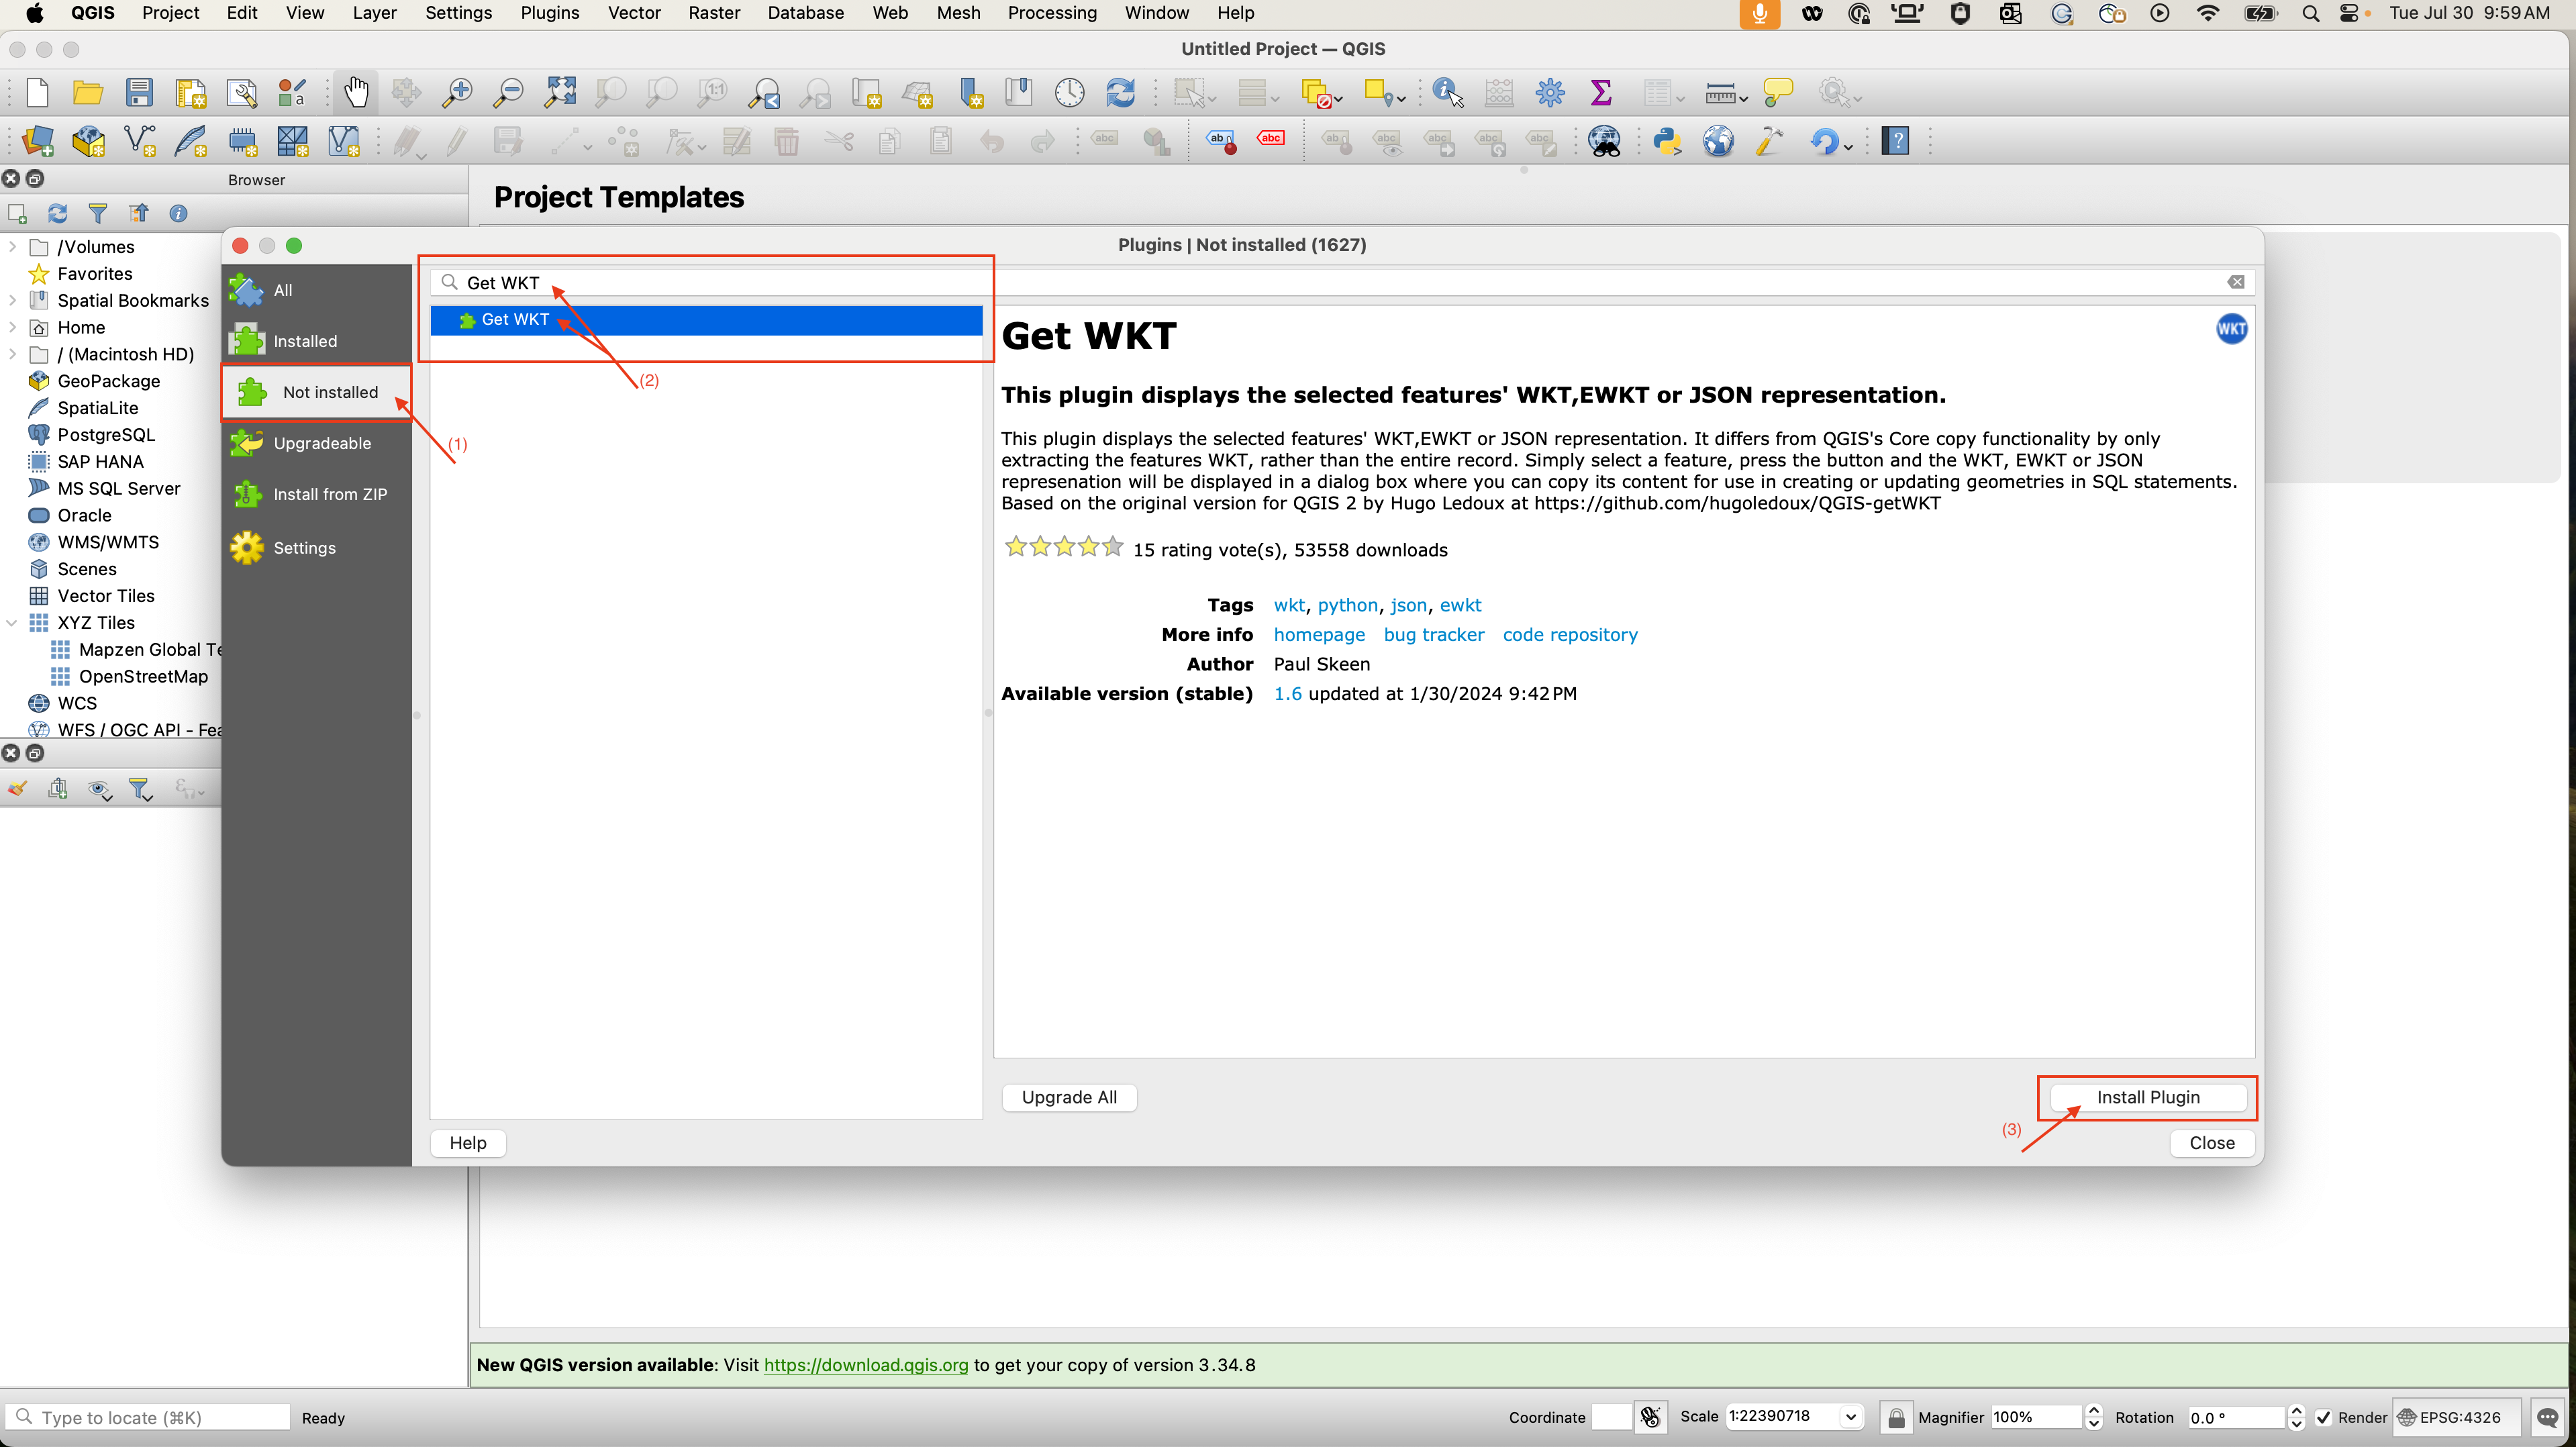 QGIS Project Edit View Layer Settings Plugins Vector Raster Database Web Mesh Processing Window Help Tue Jul 30 9:59 AM
Untitled Project — QGIS
Browser
Project Templates
/Volumes
Favorites
Spatial Bookmarks
Home
/ (Macintosh HD)
GeoPackage
SpatiaLite
PostgreSQL
SAP HANA
MS SQL Server
Oracle
WMS/WMTS
Scenes
Vector Tiles
XYZ Tiles
Mapzen Global Te
OpenStreetMap
WCS
WFS / OGC API - Fea
Plugins | Not installed (1627)
All
Installed
Not installed
Upgradeable
Install from ZIP
Settings
(1)
Get WKT
Get WKT
(2)
Get WKT
WKT
This plugin displays the selected features' WKT,EWKT or JSON representation.
This plugin displays the selected features' WKT,EWKT or JSON representation. It differs from QGIS's Core copy functionality by only
extracting the features WKT, rather than the entire record. Simply select a feature, press the button and the WKT, EWKT or JSON
represenation will be displayed in a dialog box where you can copy its content for use in creating or updating geometries in SQL statements.
Based on the original version for QGIS 2 by Hugo Ledoux at https://github.com/hugoledoux/QGIS-getWKT
15 rating vote(s), 53558 downloads
Tags wkt, python, json, ewkt
More info homepage bug tracker code repository
Author Paul Skeen
Available version (stable) 1.6 updated at 1/30/2024 9:42 PM
Upgrade All
Install Plugin
(3)
Help
Close
New QGIS version available: Visit https://download.qgis.org to get your copy of version 3.34.8
Type to locate (⌘K) Ready Coordinate Scale 1:22390718 Magnifier 100% Rotation 0.0 ° Render EPSG:4326